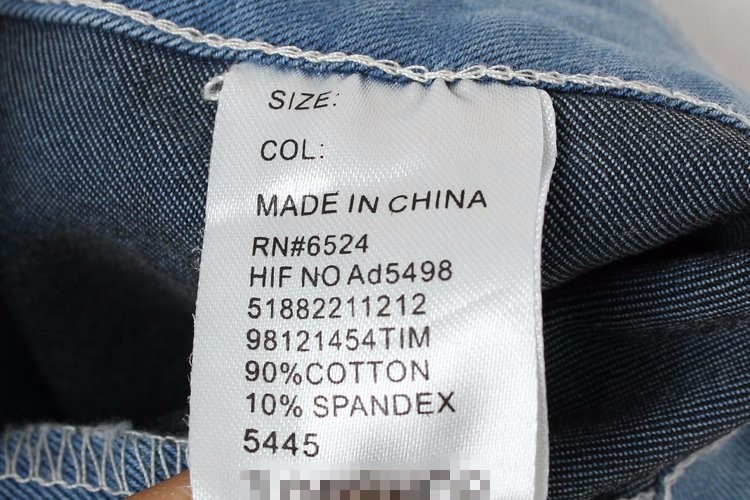 SIZE:
COL:
MADE IN CHINA
RN#6524
HIF NO Ad5498
51882211212
98121454TIM
90%COTTON
10% SPANDEX
5445